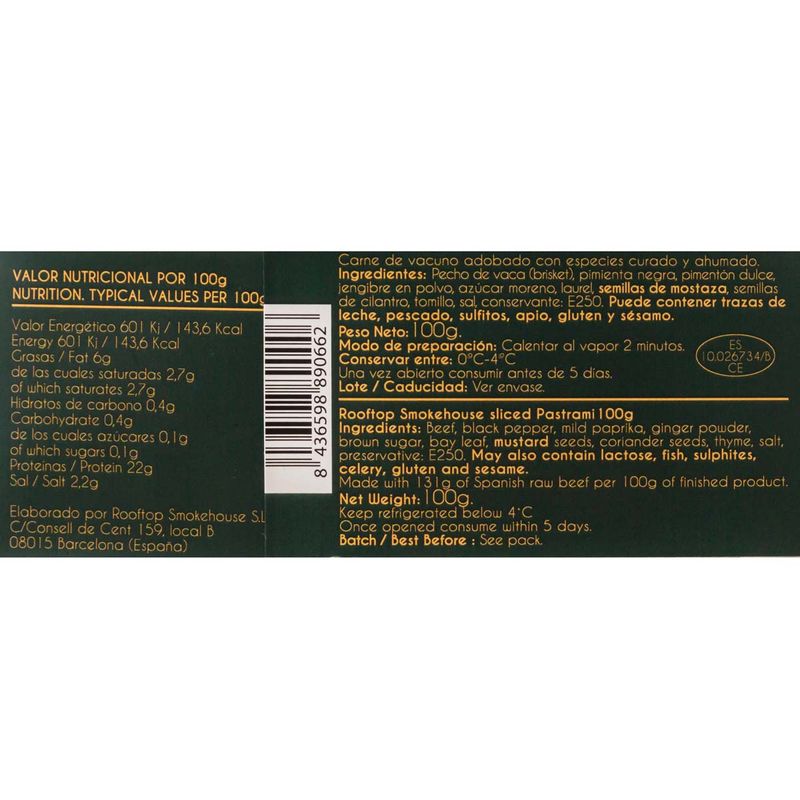 VALOR NUTRICIONAL POR 100g
NUTRITION. TYPICAL VALUES PER 100g
Valor Energético 601 Kj / 143,6 Kcal
Energy 601 Kj / 143,6 Kcal
Grasas / Fat 6g
de las cuales saturadas 2,7g
of which saturates 2,7g
Hidratos de carbono 0,4g
Carbohydrate 0,4g
de los cuales azúcares 0,1g
of which sugars 0,1g
Proteínas / Protein 22g
Sal / Salt 2,2g
Elaborado por Rooftop Smokehouse S.L
C/Consell de Cent 159, local B
08015 Barcelona (España)
8 436598 890662
Carne de vacuno adobado con especies curado y ahumado.
Ingredientes: Pecho de vaca (brisket), pimienta negra, pimentón dulce,
jengibre en polvo, azúcar moreno, laurel, semillas de mostaza, semillas
de cilantro, tomillo, sal, conservante: E250. Puede contener trazas de
leche, pescado, sulfitos, apio, gluten y sésamo.
Peso Neto: 100g.
Modo de preparación: Calentar al vapor 2 minutos.
Conservar entre: 0ºC-4ºC
Una vez abierto consumir antes de 5 días.
Lote / Caducidad: Ver envase.
ES
10.026734/B
CE
Rooftop Smokehouse sliced Pastrami 100g
Ingredients: Beef, black pepper, mild paprika, ginger powder,
brown sugar, bay leaf, mustard seeds, coriander seeds, thyme, salt,
preservative: E250. May also contain lactose, fish, sulphites,
celery, gluten and sesame.
Made with 131g of Spanish raw beef per 100g of finished product.
Net Weight: 100g.
Keep refrigerated below 4°C
Once opened consume within 5 days.
Batch / Best Before : See pack.